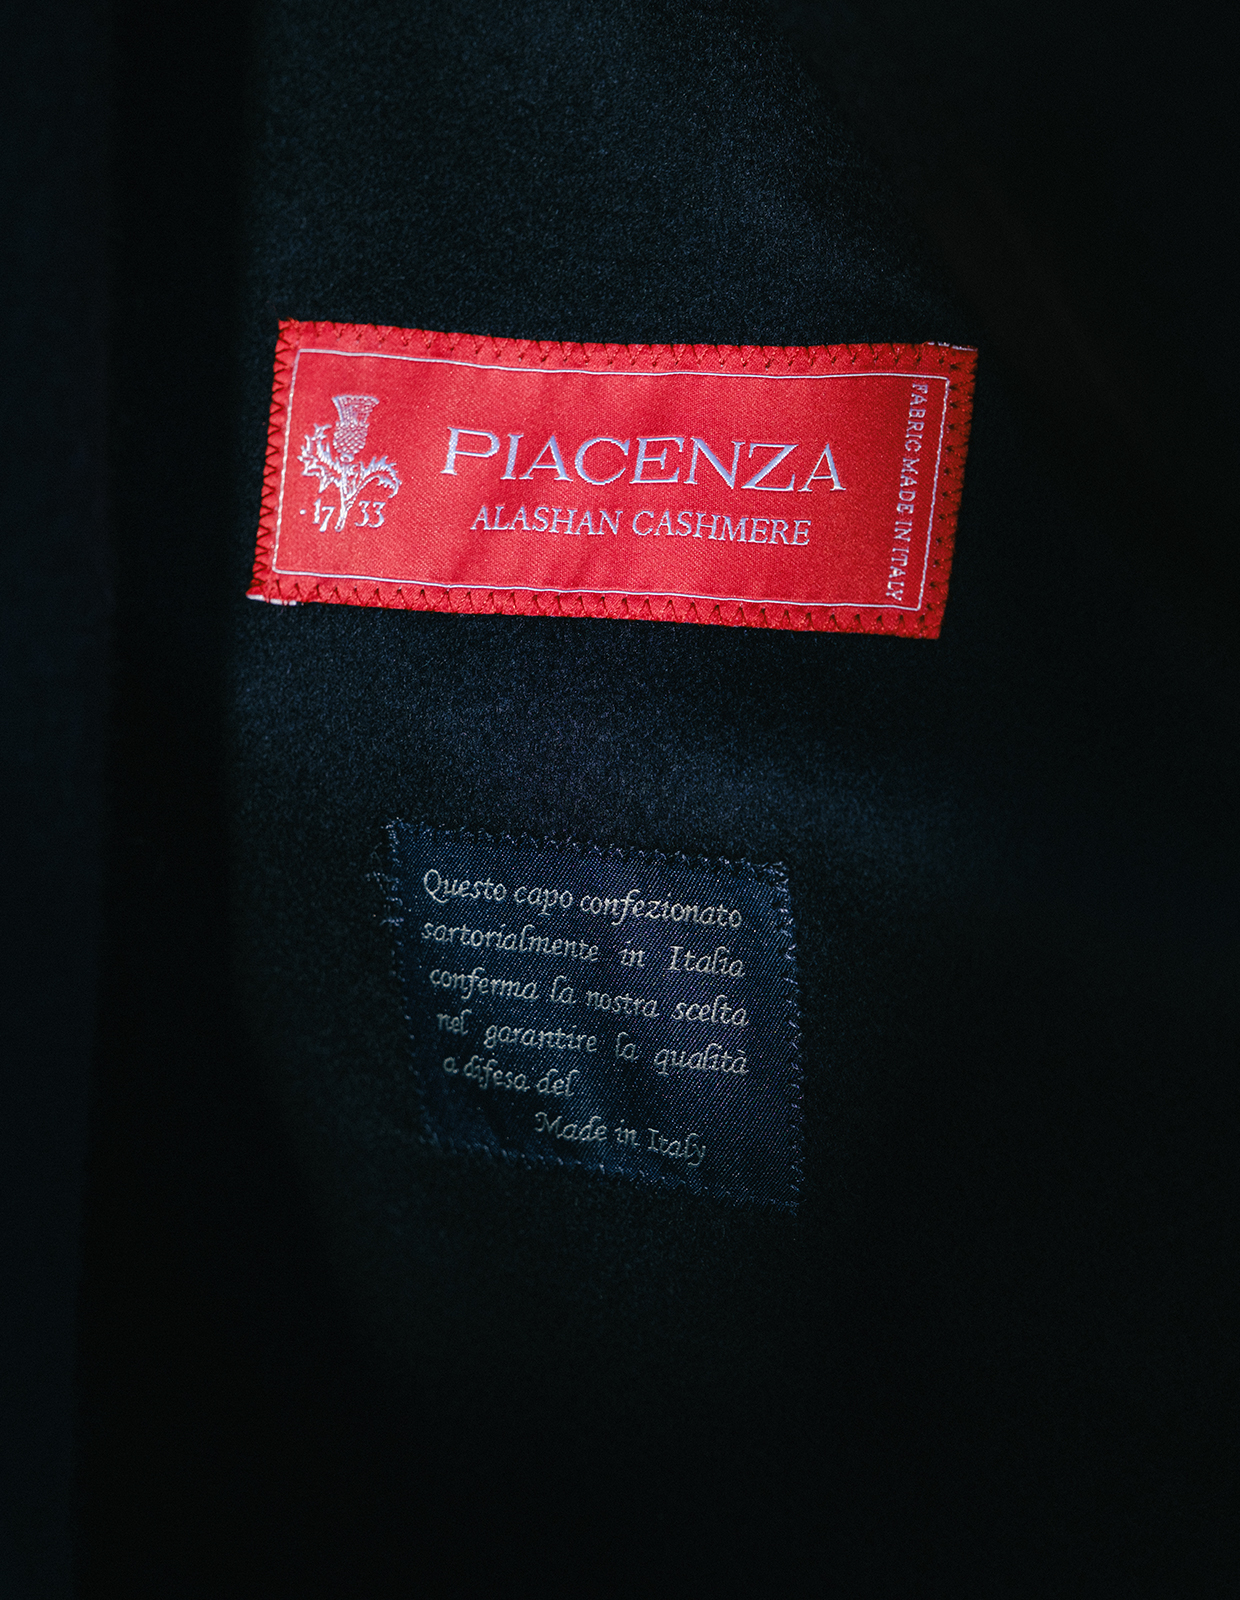 PIACENZA
ALASHAN CASHMERE
·1733
FABRIC MADE IN ITALY
Questo capo confezionato
sartorialmente in Italia
conferma la nostra scelta
nel garantire la qualità
a difesa del
Made in Italy